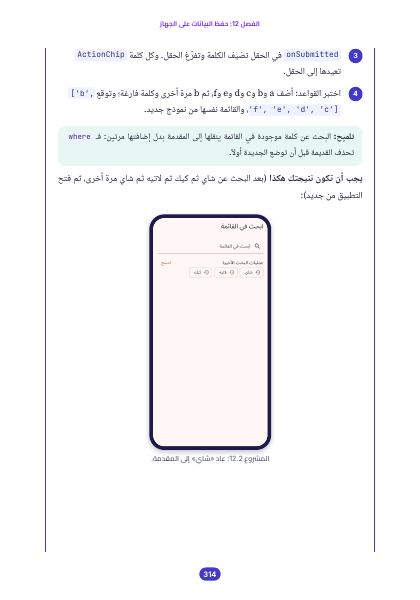 الفصل 12: حفظ البيانات على الجهاز
3 onSubmitted في الحقل تضيف الكلمة وتفرّغ الحقل. وكل كلمة ActionChip
تعيدها إلى الحقل.
4 اختبر القواعد: أضف a وb وc وd وe وf، ثم b مرة أخرى وكلمة فارغة؛ وتوقع ['b',
'f', 'e', 'd', 'c']، والقائمة نفسها من نموذج جديد.
تلميح: البحث عن كلمة موجودة في القائمة ينقلها إلى المقدمة بدل إضافتها مرتين: فـ where
تحذف القديمة قبل أن توضع الجديدة أولاً.
يجب أن تكون نتيجتك هكذا! (بعد البحث عن شاي ثم كيك ثم لاتيه ثم شاي مرة أخرى، ثم فتح
التطبيق من جديد):
ابحث في القائمة
ابحث في القائمة
عمليات البحث الأخيرة
امسح
شاي
لاتيه
كيك
المشروع 12.2: عاد «شاي» إلى المقدمة.
314